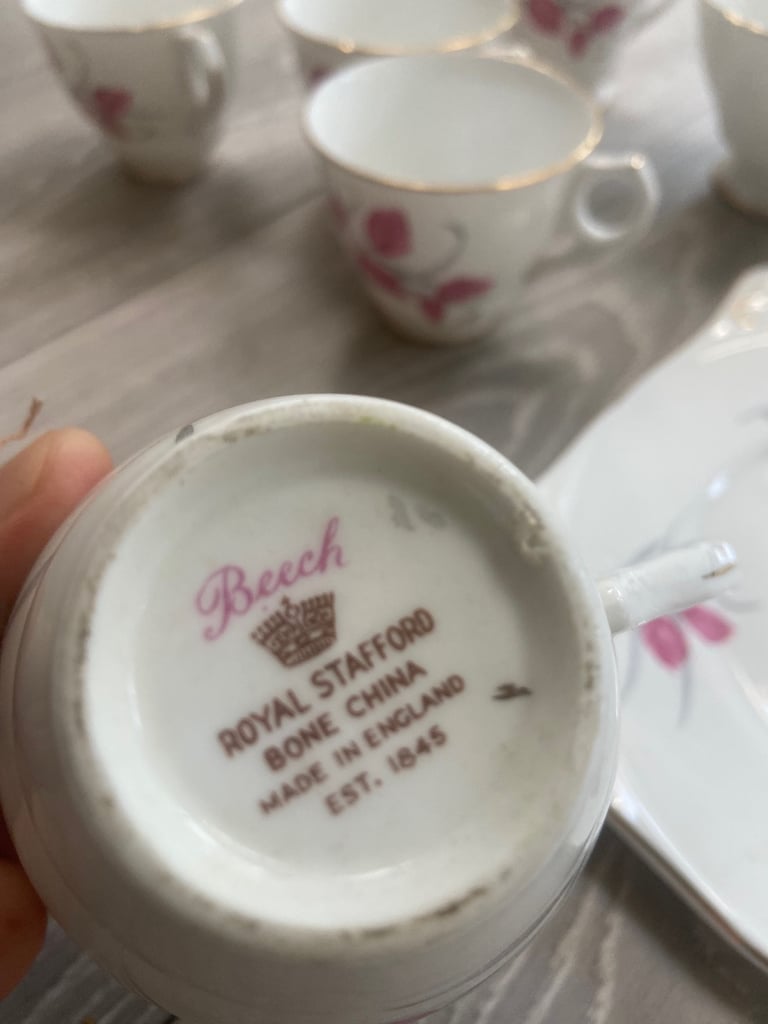 Beech
ROYAL STAFFORD
BONE CHINA
MADE IN ENGLAND
EST. 1845